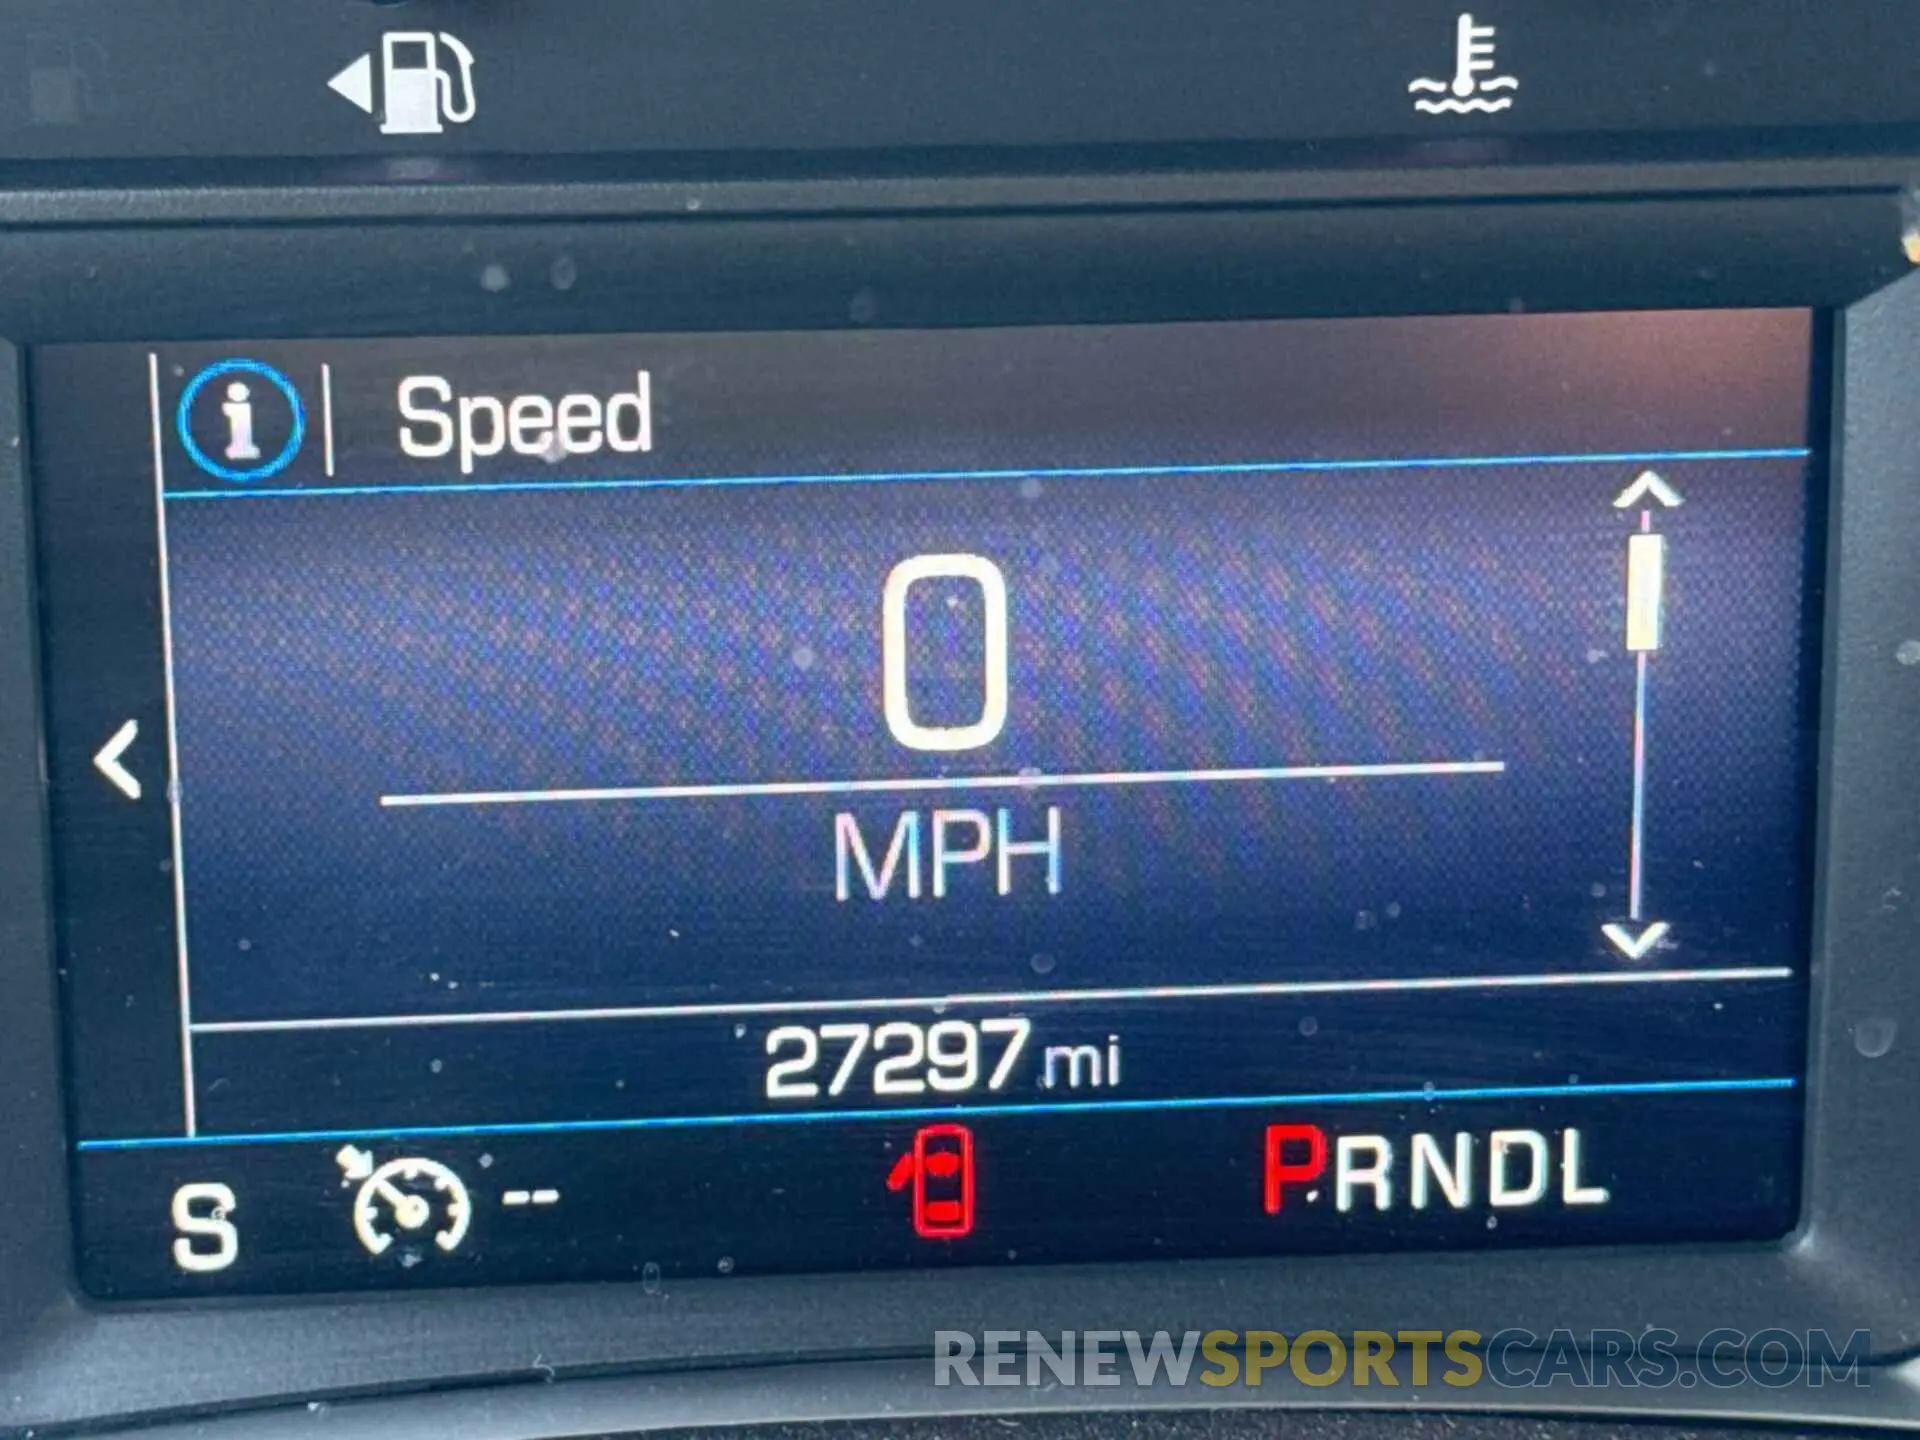 i Speed
0
MPH
27297 mi
S -- PRNDL
RENEWSPORTSCARS.COM